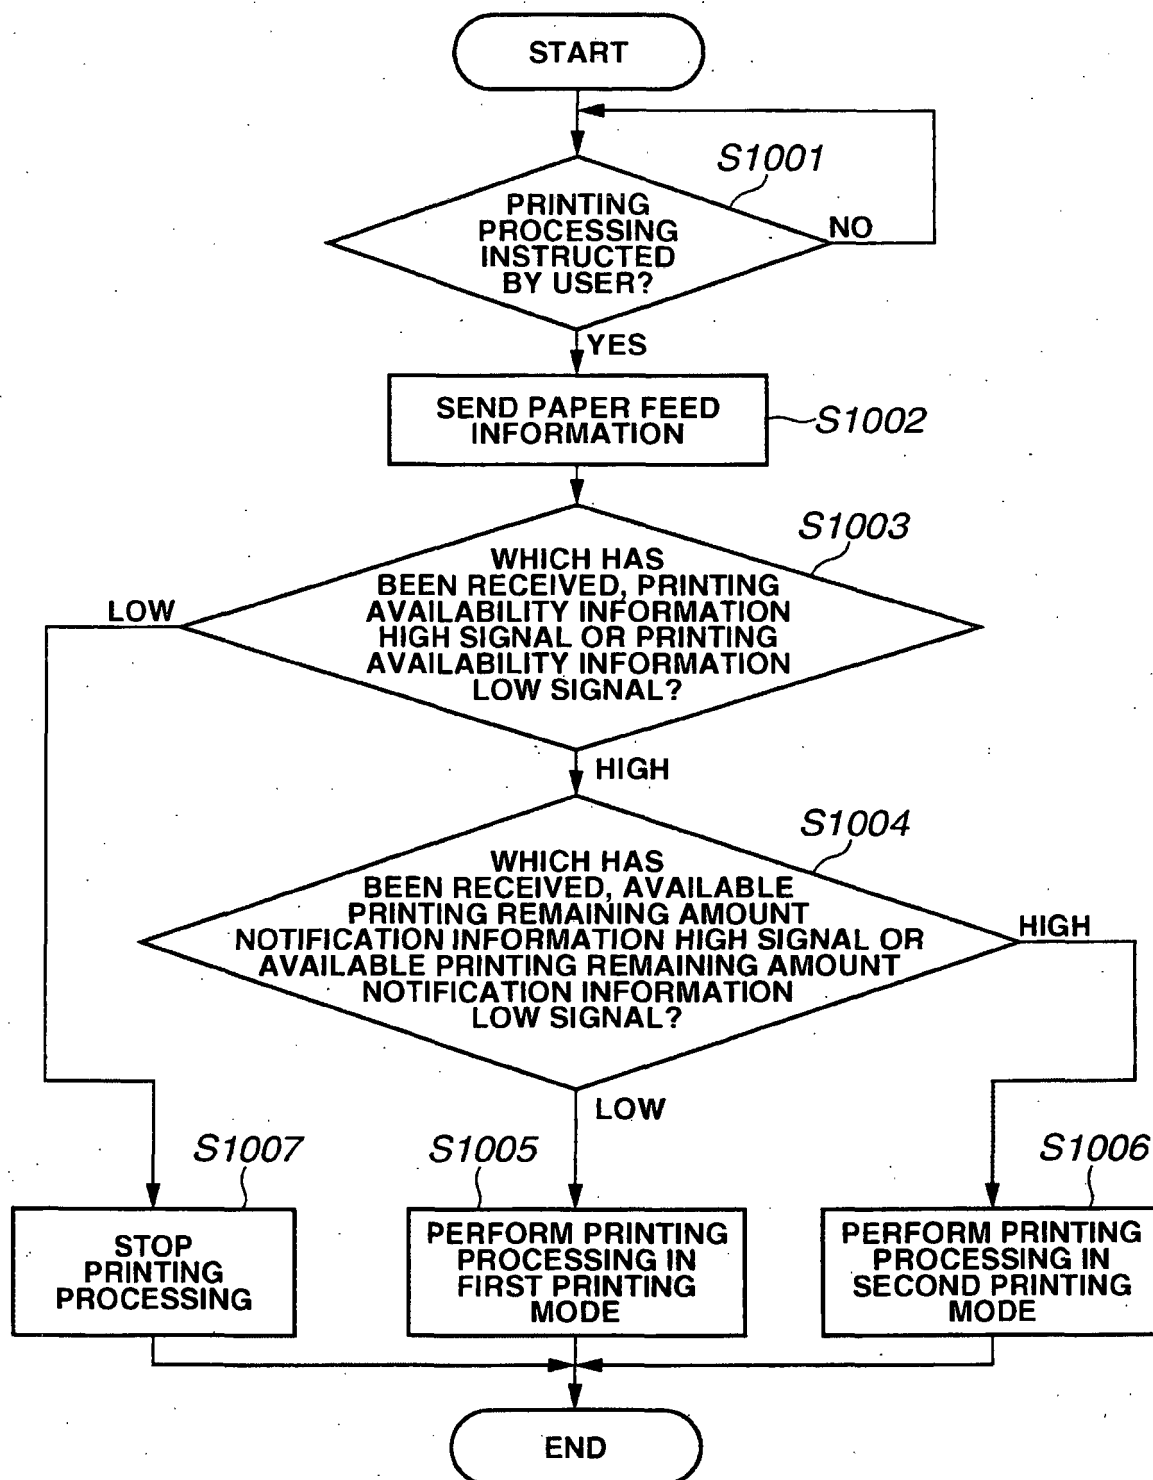 START
S1001
PRINTING
PROCESSING
INSTRUCTED
BY USER?
NO
YES
SEND PAPER FEED
INFORMATION
S1002
S1003
WHICH HAS
BEEN RECEIVED, PRINTING
AVAILABILITY INFORMATION
HIGH SIGNAL OR PRINTING
AVAILABILITY INFORMATION
LOW SIGNAL?
LOW
HIGH
S1004
WHICH HAS
BEEN RECEIVED, AVAILABLE
PRINTING REMAINING AMOUNT
NOTIFICATION INFORMATION HIGH SIGNAL OR
AVAILABLE PRINTING REMAINING AMOUNT
NOTIFICATION INFORMATION
LOW SIGNAL?
HIGH
LOW
S1007
STOP
PRINTING
PROCESSING
S1005
PERFORM PRINTING
PROCESSING IN
FIRST PRINTING
MODE
S1006
PERFORM PRINTING
PROCESSING IN
SECOND PRINTING
MODE
END